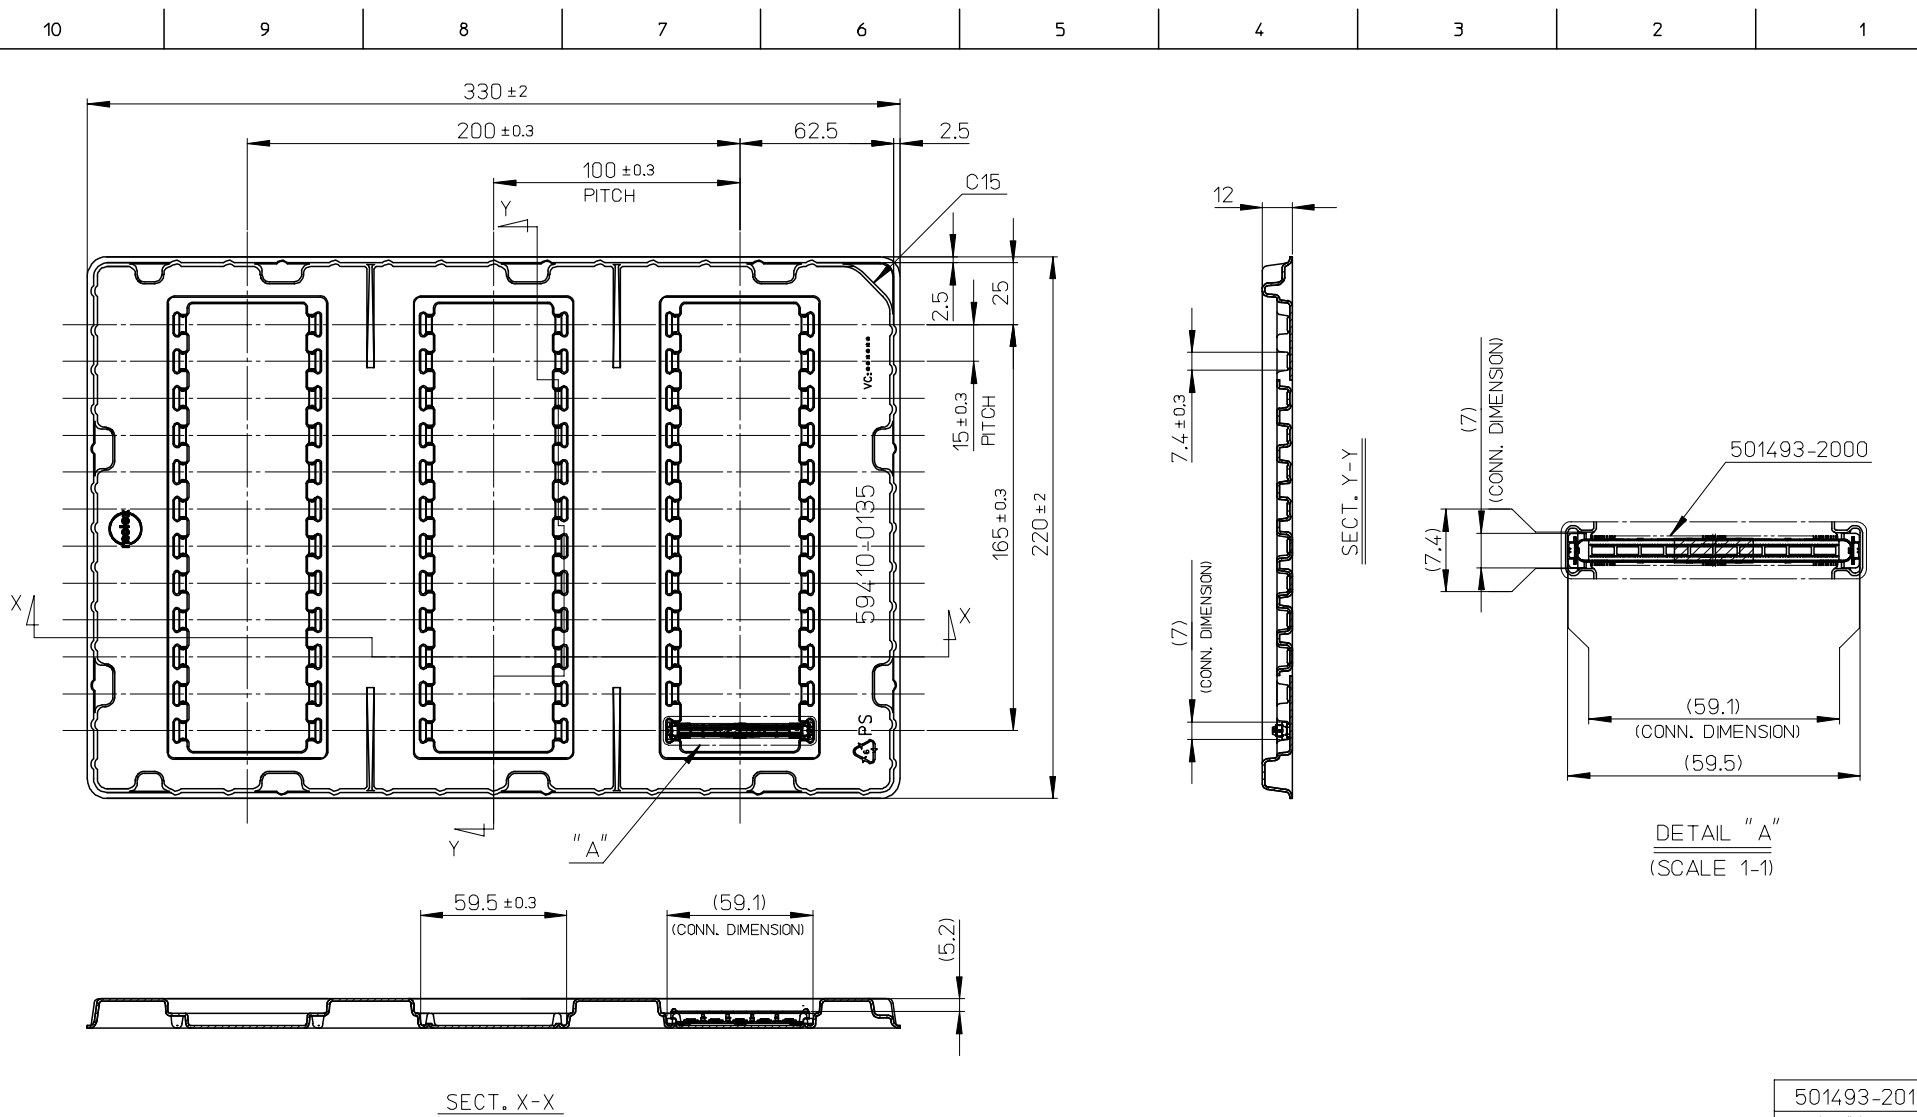 10 9 8 7 6 5 4 3 2 1
330 ±2
200 ±0.3 62.5 2.5
100 ±0.3
PITCH
C15
Y
12
2.5
25
15 ±0.3
PITCH
165 ±0.3
220 ±2
VC:
59410-0135
PS
6
molex
X X
Y
"A"
7.4 ±0.3
(7)
(CONN. DIMENSION)
SECT. Y-Y
(7)
(CONN. DIMENSION)
(7.4)
501493-2000
(59.1)
(CONN. DIMENSION)
(59.5)
DETAIL "A"
(SCALE 1-1)
59.5 ±0.3
(59.1)
(CONN. DIMENSION)
(5.2)
SECT. X-X
501493-201